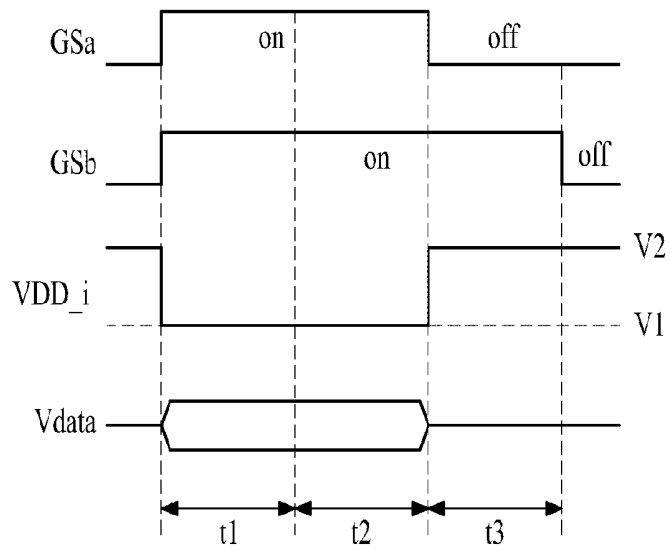 GSa
on
off
GSb
on
off
VDD_i
V2
V1
Vdata
t1
t2
t3